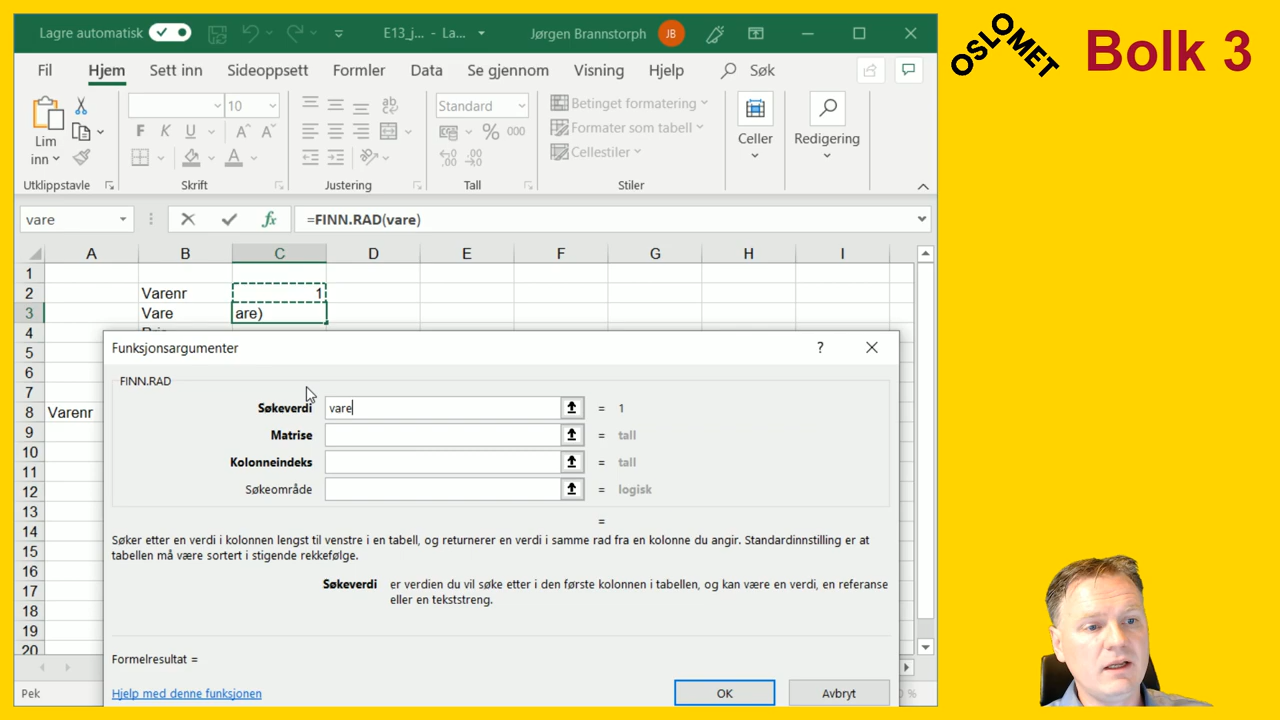 Lagre automatisk
E13_j... - La...
Jørgen Brannstorph
JB
OSLOMET
Bolk 3
Fil
Hjem
Sett inn
Sideoppsett
Formler
Data
Se gjennom
Visning
Hjelp
Søk
Lim
inn
10
F K U
A A
A
ab
Standard
% 000
Betinget formatering
Formater som tabell
Cellestiler
Celler
Redigering
Utklippstavle
Skrift
Justering
Tall
Stiler
vare
fx
=FINN.RAD(vare)
A B C D E F G H I
1
2 Varenr 1
3 Vare are)
4
5
6
7
8 Varenr
9
10
11
12
13
14
15
16
17
18
19
20
Funksjonsargumenter
?
FINN.RAD
Søkeverdi vare = 1
Matrise = tall
Kolonneindeks = tall
Søkeområde = logisk
=
Søker etter en verdi i kolonnen lengst til venstre i en tabell, og returnerer en verdi i samme rad fra en kolonne du angir. Standardinnstilling er at
tabellen må være sortert i stigende rekkefølge.
Søkeverdi er verdien du vil søke etter i den første kolonnen i tabellen, og kan være en verdi, en referanse
eller en tekststreng.
Formelresultat =
Hjelp med denne funksjonen
OK
Avbryt
Pek
%